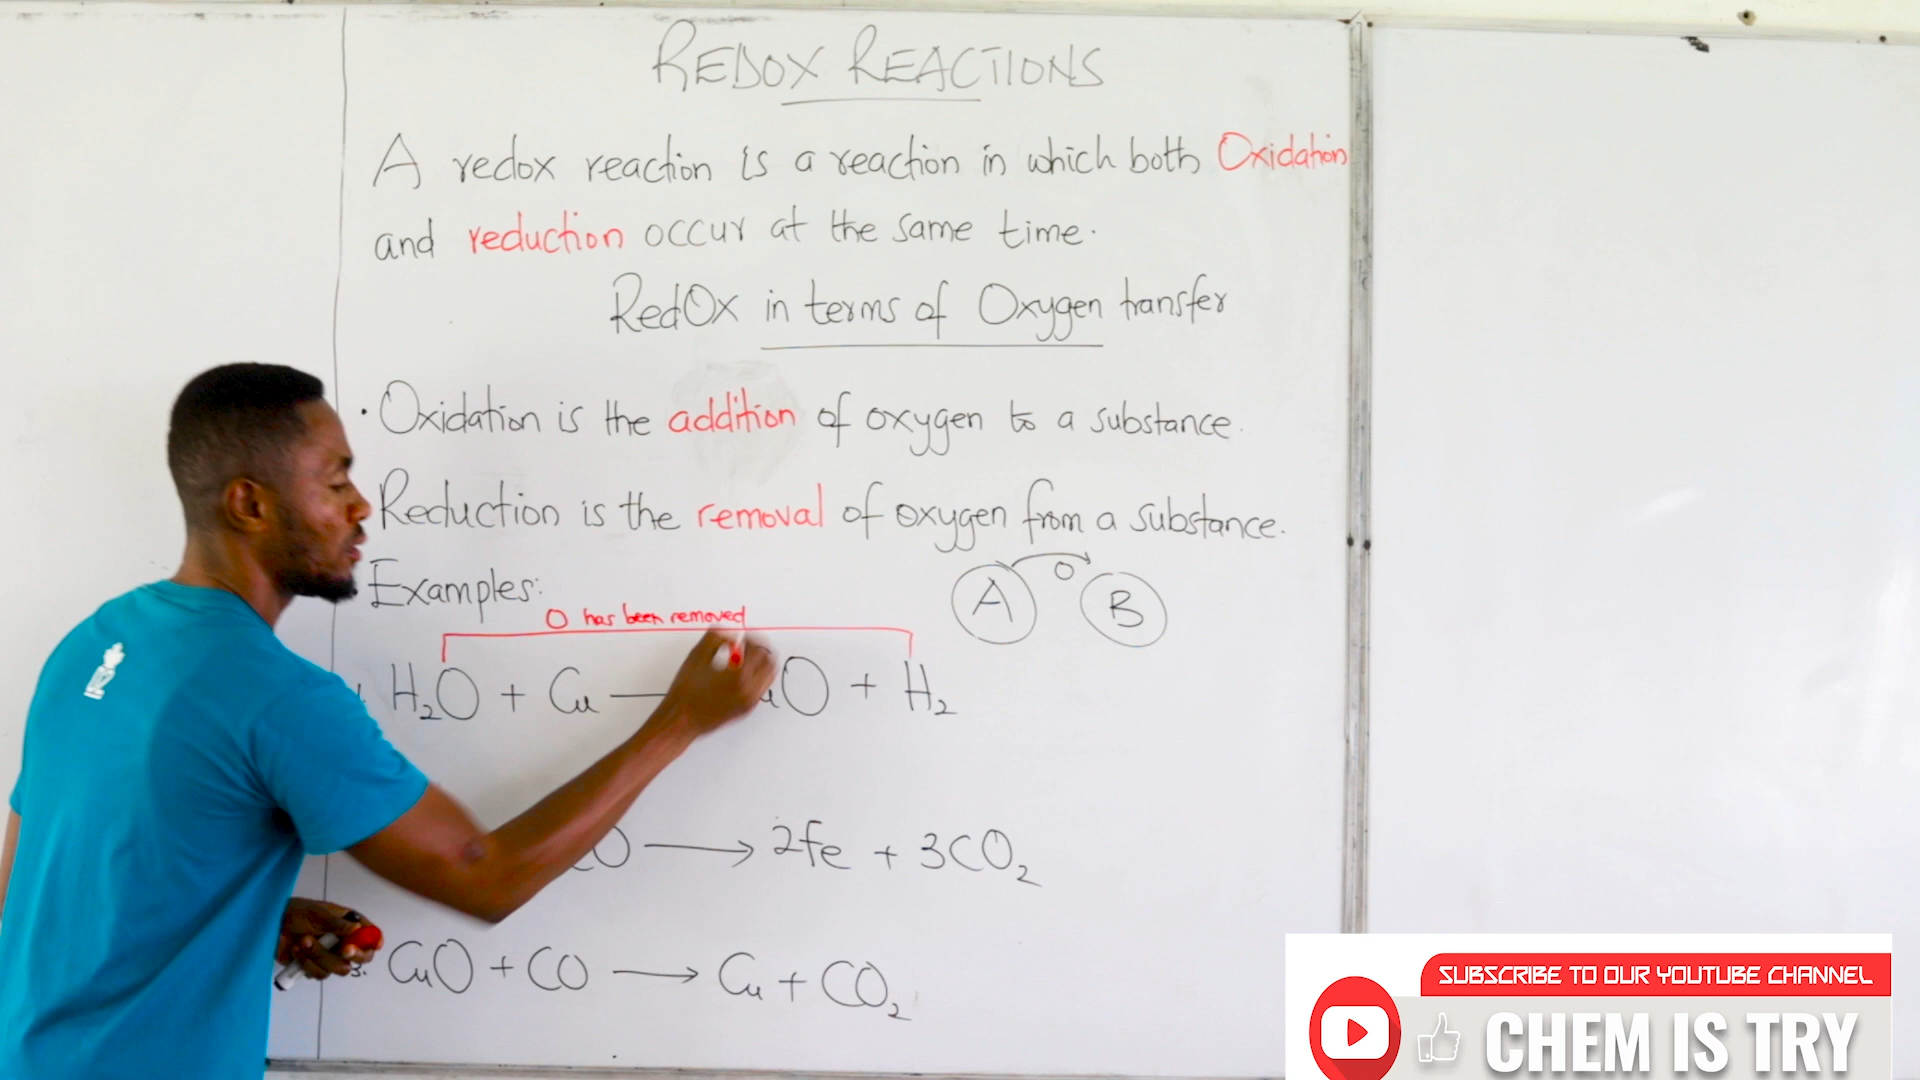 REDOX REACTIONS
A redox reaction is a reaction in which both Oxidation
and reduction occur at the same time.
RedOx in terms of Oxygen transfer
· Oxidation is the addition of oxygen to a substance.
Reduction is the removal of oxygen from a substance.
Examples:
A O B
O has been removed
H₂O + Cu O + H₂
O → 2Fe + 3CO₂
3. CuO + CO → Cu + CO₂
SUBSCRIBE TO OUR YOUTUBE CHANNEL
CHEM IS TRY